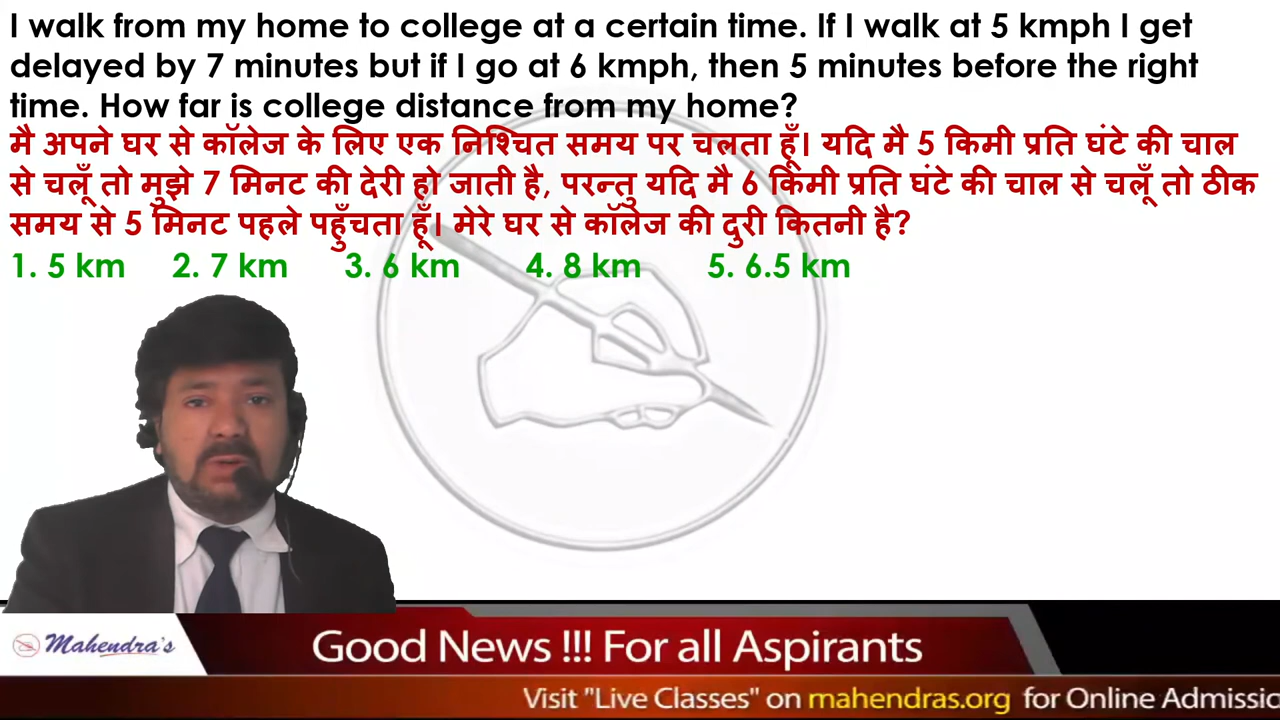 I walk from my home to college at a certain time. If I walk at 5 kmph I get
delayed by 7 minutes but if I go at 6 kmph, then 5 minutes before the right
time. How far is college distance from my home?
मै अपने घर से कॉलेज के लिए एक निश्चित समय पर चलता हूँ। यदि मै 5 किमी प्रति घंटे की चाल
से चलूँ तो मुझे 7 मिनट की देरी हो जाती है, परन्तु यदि मै 6 किमी प्रति घंटे की चाल से चलूँ तो ठीक
समय से 5 मिनट पहले पहुँचता हूँ। मेरे घर से कॉलेज की दुरी कितनी है?
1. 5 km 2. 7 km 3. 6 km 4. 8 km 5. 6.5 km
Mahendra's
Good News !!! For all Aspirants
Visit "Live Classes" on mahendras.org for Online Admissic